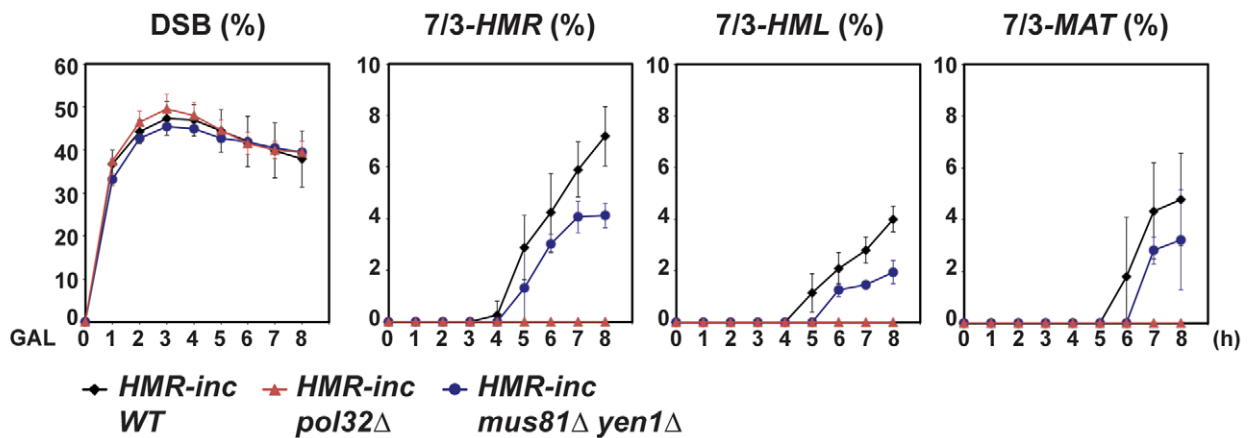 DSB (%) 7/3-HMR (%) 7/3-HML (%) 7/3-MAT (%)
60 10 10 10
50 8 8 8
40 6 6 6
30 4 4 4
20 2 2 2
10
0 0 0 0
GAL 0 1 2 3 4 5 6 7 8 0 1 2 3 4 5 6 7 8 0 1 2 3 4 5 6 7 8 0 1 2 3 4 5 6 7 8 (h)
HMR-inc HMR-inc HMR-inc
WT pol32Δ mus81Δ yen1Δ